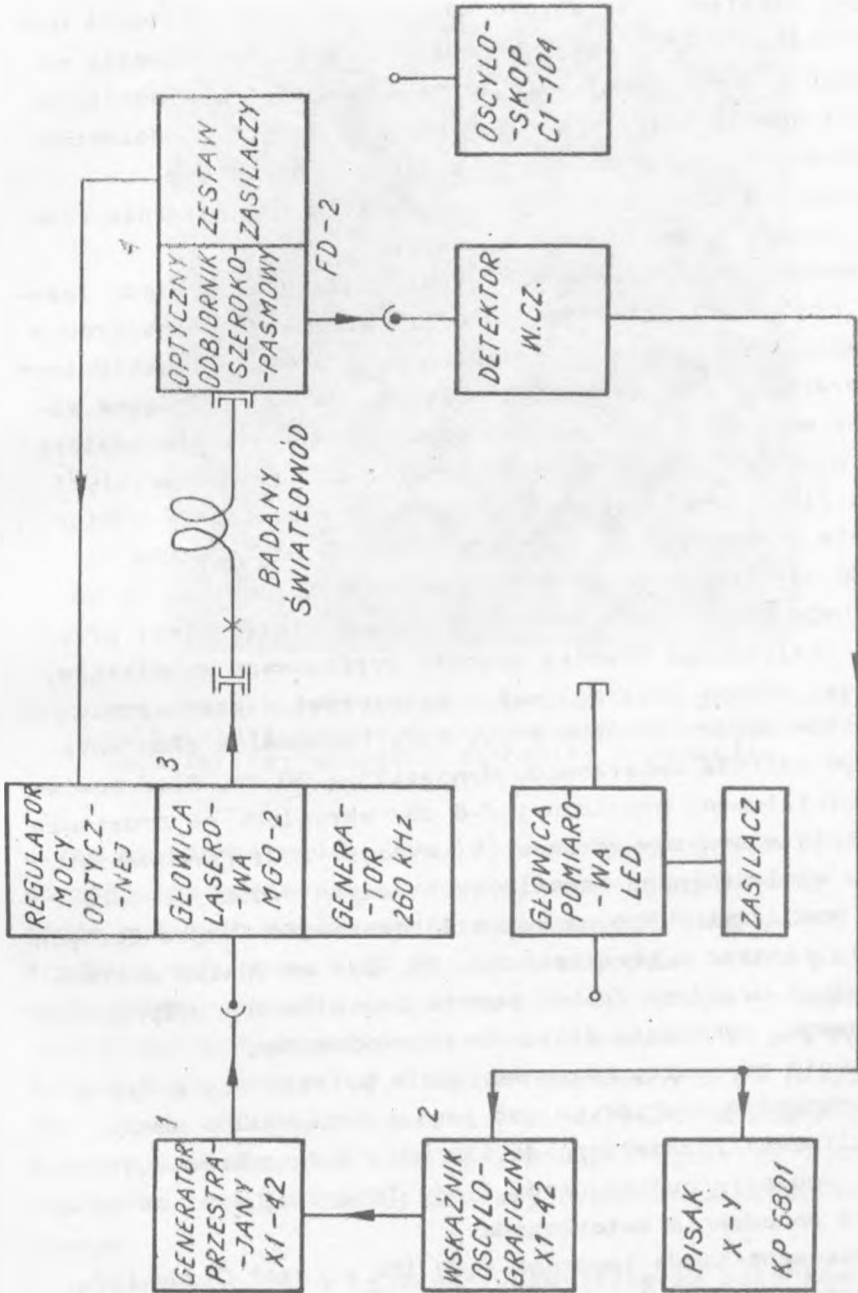 GENERATOR
PRZESTRA-
-JANY
X1-42
1
WSKAŹNIK
OSCYLO-
GRAFICZNY
X1-42
2
PISAK
X-Y
KP 6801
REGULATOR
MOCY
OPTYCZ-
NEJ
GŁOWICA
LASERO-
-WA
MGO-2
3
GENERA-
-TOR
260 kHz
GŁOWICA
POMIARO-
-WA
LED
ZASILACZ
BADANY
ŚWIATŁOWÓD
OPTYCZNY
ODBIORNIK
SZEROKO-
-PASMOWY
4
ZESTAW
ZASILACZY
FD-2
DETEKTOR
W.CZ.
OSCYLO-
-SKOP
C1-104